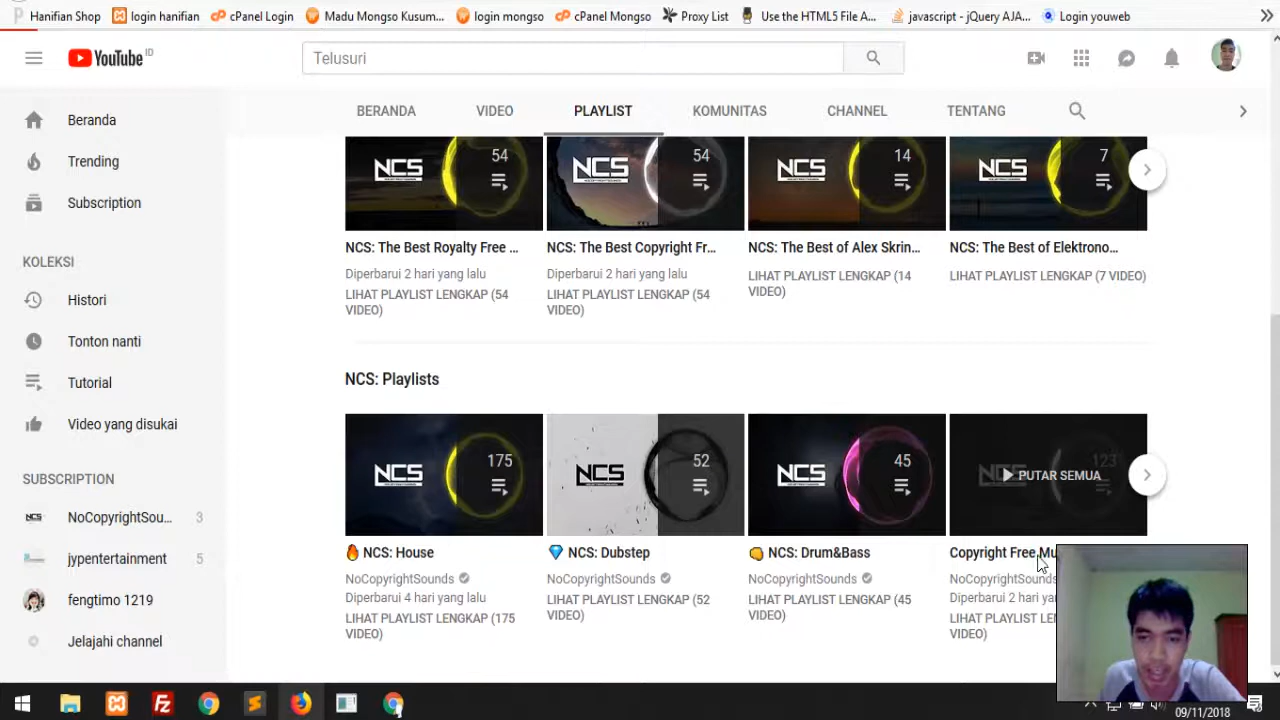 Hanifian Shop
login hanifian
cPanel Login
Madu Mongso Kusum...
login mongso
cPanel Mongso
Proxy List
Use the HTML5 File A...
javascript - jQuery AJA...
Login youweb
YouTube ID
Telusuri
BERANDA VIDEO PLAYLIST KOMUNITAS CHANNEL TENTANG
Beranda
Trending
Subscription
KOLEKSI
Histori
Tonton nanti
Tutorial
Video yang disukai
SUBSCRIPTION
NoCopyrightSou... 3
jypentertainment 5
fengtimo 1219
Jelajahi channel
NCS 54
NCS: The Best Royalty Free ...
Diperbarui 2 hari yang lalu
LIHAT PLAYLIST LENGKAP (54
VIDEO)
NCS 54
NCS: The Best Copyright Fr...
Diperbarui 2 hari yang lalu
LIHAT PLAYLIST LENGKAP (54
VIDEO)
NCS 14
NCS: The Best of Alex Skrin...
LIHAT PLAYLIST LENGKAP (14
VIDEO)
NCS 7
NCS: The Best of Elektrono...
LIHAT PLAYLIST LENGKAP (7 VIDEO)
NCS: Playlists
NCS 175
NCS: House
NoCopyrightSounds
Diperbarui 4 hari yang lalu
LIHAT PLAYLIST LENGKAP (175
VIDEO)
NCS 52
NCS: Dubstep
NoCopyrightSounds
LIHAT PLAYLIST LENGKAP (52
VIDEO)
NCS 45
NCS: Drum&Bass
NoCopyrightSounds
LIHAT PLAYLIST LENGKAP (45
VIDEO)
NCS 123
PUTAR SEMUA
Copyright Free Mu
NoCopyrightSounds
Diperbarui 2 hari ya
LIHAT PLAYLIST LE
VIDEO)
09/11/2018